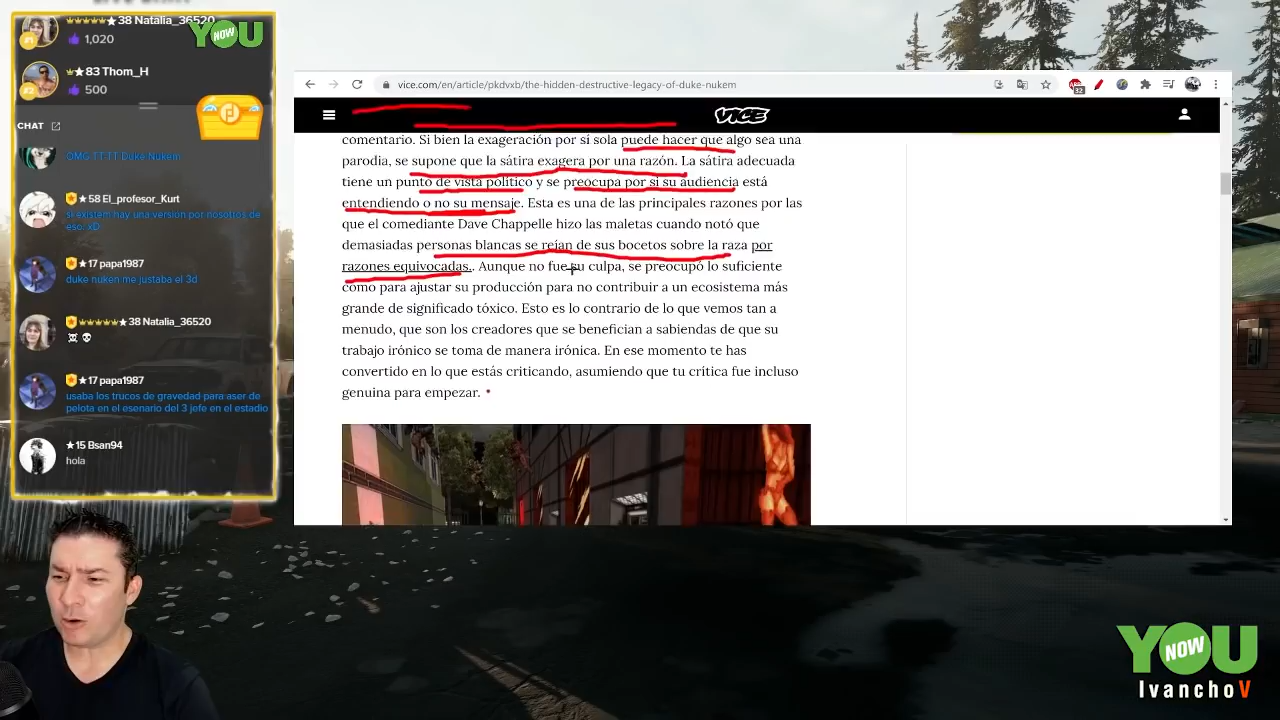 ★★★★★★38 Natalia_36520
#1
1,020
YOU
NOW
★83 Thom_H
#2
500
CHAT
OMG TT TT Duke Nukem
★58 El_profesor_Kurt
si existem hay una version por nosotios de
eso. xD
★17 papa1987
duke nuken me justaba el 3d
★★★★★★38 Natalia_36520
★17 papa1987
usaba los trucos de gravedad para aser de
pelota en el esenario del 3 jefe en el estadio
★15 Bsan94
hola
vice.com/en/article/pkdvxb/the-hidden-destructive-legacy-of-duke-nukem
32
VICE
comentario. Si bien la exageración por sí sola puede hacer que algo sea una
parodia, se supone que la sátira exagera por una razón. La sátira adecuada
tiene un punto de vista político y se preocupa por si su audiencia está
entendiendo o no su mensaje. Esta es una de las principales razones por las
que el comediante Dave Chappelle hizo las maletas cuando notó que
demasiadas personas blancas se reían de sus bocetos sobre la raza por
razones equivocadas.. Aunque no fue su culpa, se preocupó lo suficiente
como para ajustar su producción para no contribuir a un ecosistema más
grande de significado tóxico. Esto es lo contrario de lo que vemos tan a
menudo, que son los creadores que se benefician a sabiendas de que su
trabajo irónico se toma de manera irónica. En ese momento te has
convertido en lo que estás criticando, asumiendo que tu crítica fue incluso
genuina para empezar. •
YOU
NOW
IvanchoV